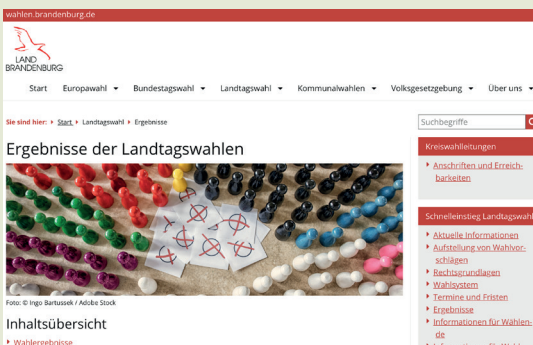 wahlen.brandenburg.de
LAND
BRANDENBURG
Start Europawahl Bundestagswahl Landtagswahl Kommunalwahlen Volksgesetzgebung Über uns
Sie sind hier: Start Landtagswahl Ergebnisse
Ergebnisse der Landtagswahlen
Foto: © Ingo Bartussek / Adobe Stock
Inhaltsübersicht
Wahlergebnisse
Suchbegriffe
Kreiswahlleitungen
Anschriften und Erreich-
barkeiten
Schnelleinstieg Landtagswahl
Aktuelle Informationen
Aufstellung von Wahlvor-
schlägen
Rechtsgrundlagen
Wahlsystem
Termine und Fristen
Ergebnisse
Informationen für Wählen-
de